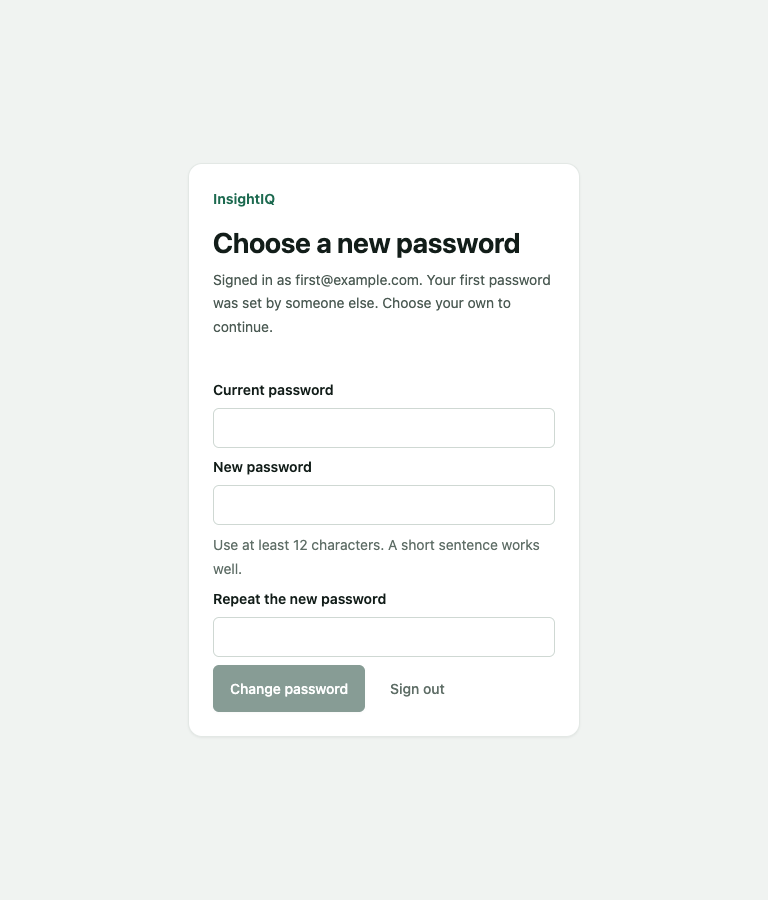 InsightIQ
Choose a new password
Signed in as first@example.com. Your first password
was set by someone else. Choose your own to
continue.
Current password
New password
Use at least 12 characters. A short sentence works
well.
Repeat the new password
Change password
Sign out